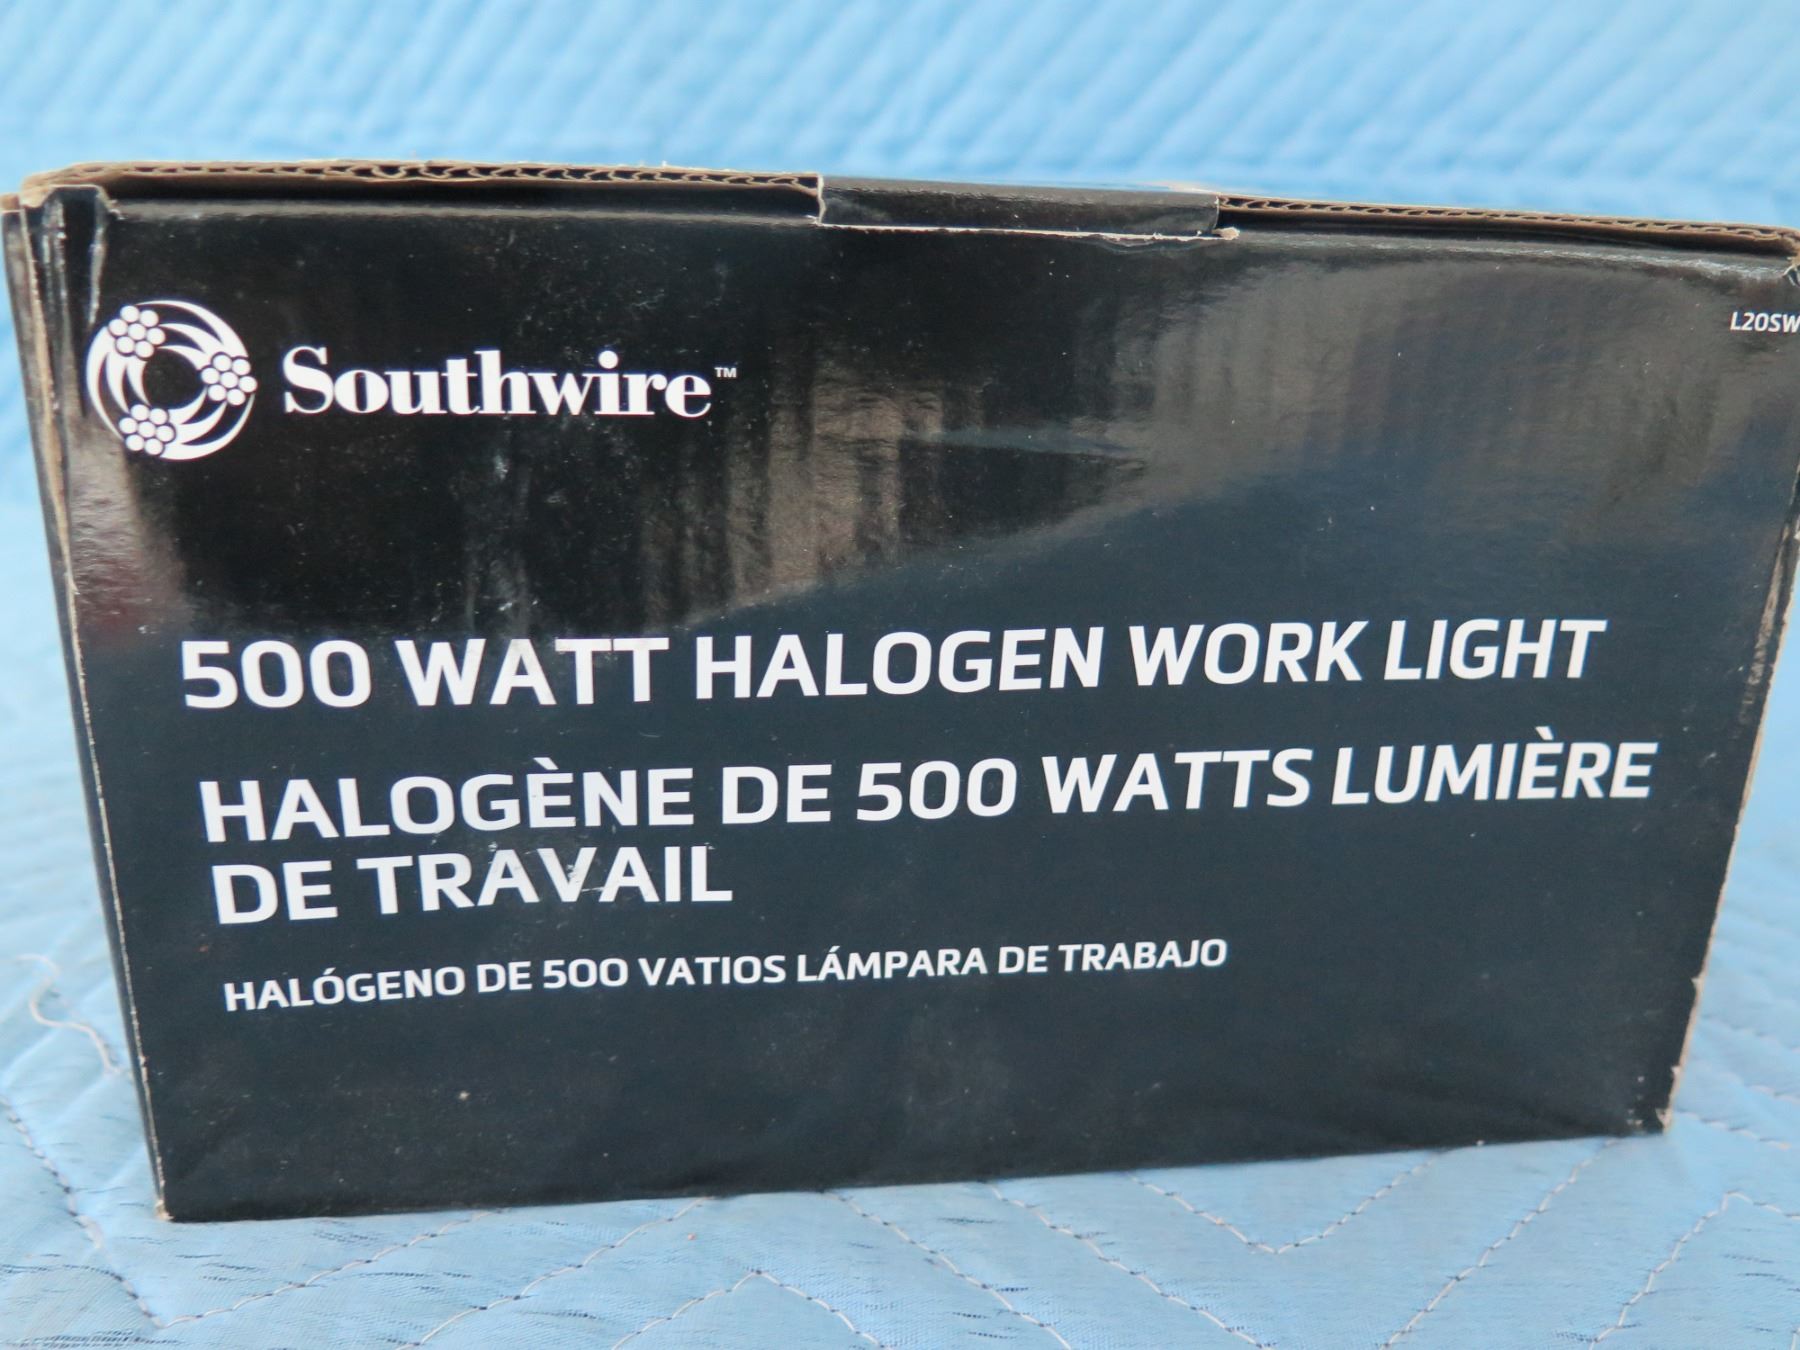 Southwire™
L20SW
500 WATT HALOGEN WORK LIGHT
HALOGÈNE DE 500 WATTS LUMIÈRE
DE TRAVAIL
HALÓGENO DE 500 VATIOS LÁMPARA DE TRABAJO